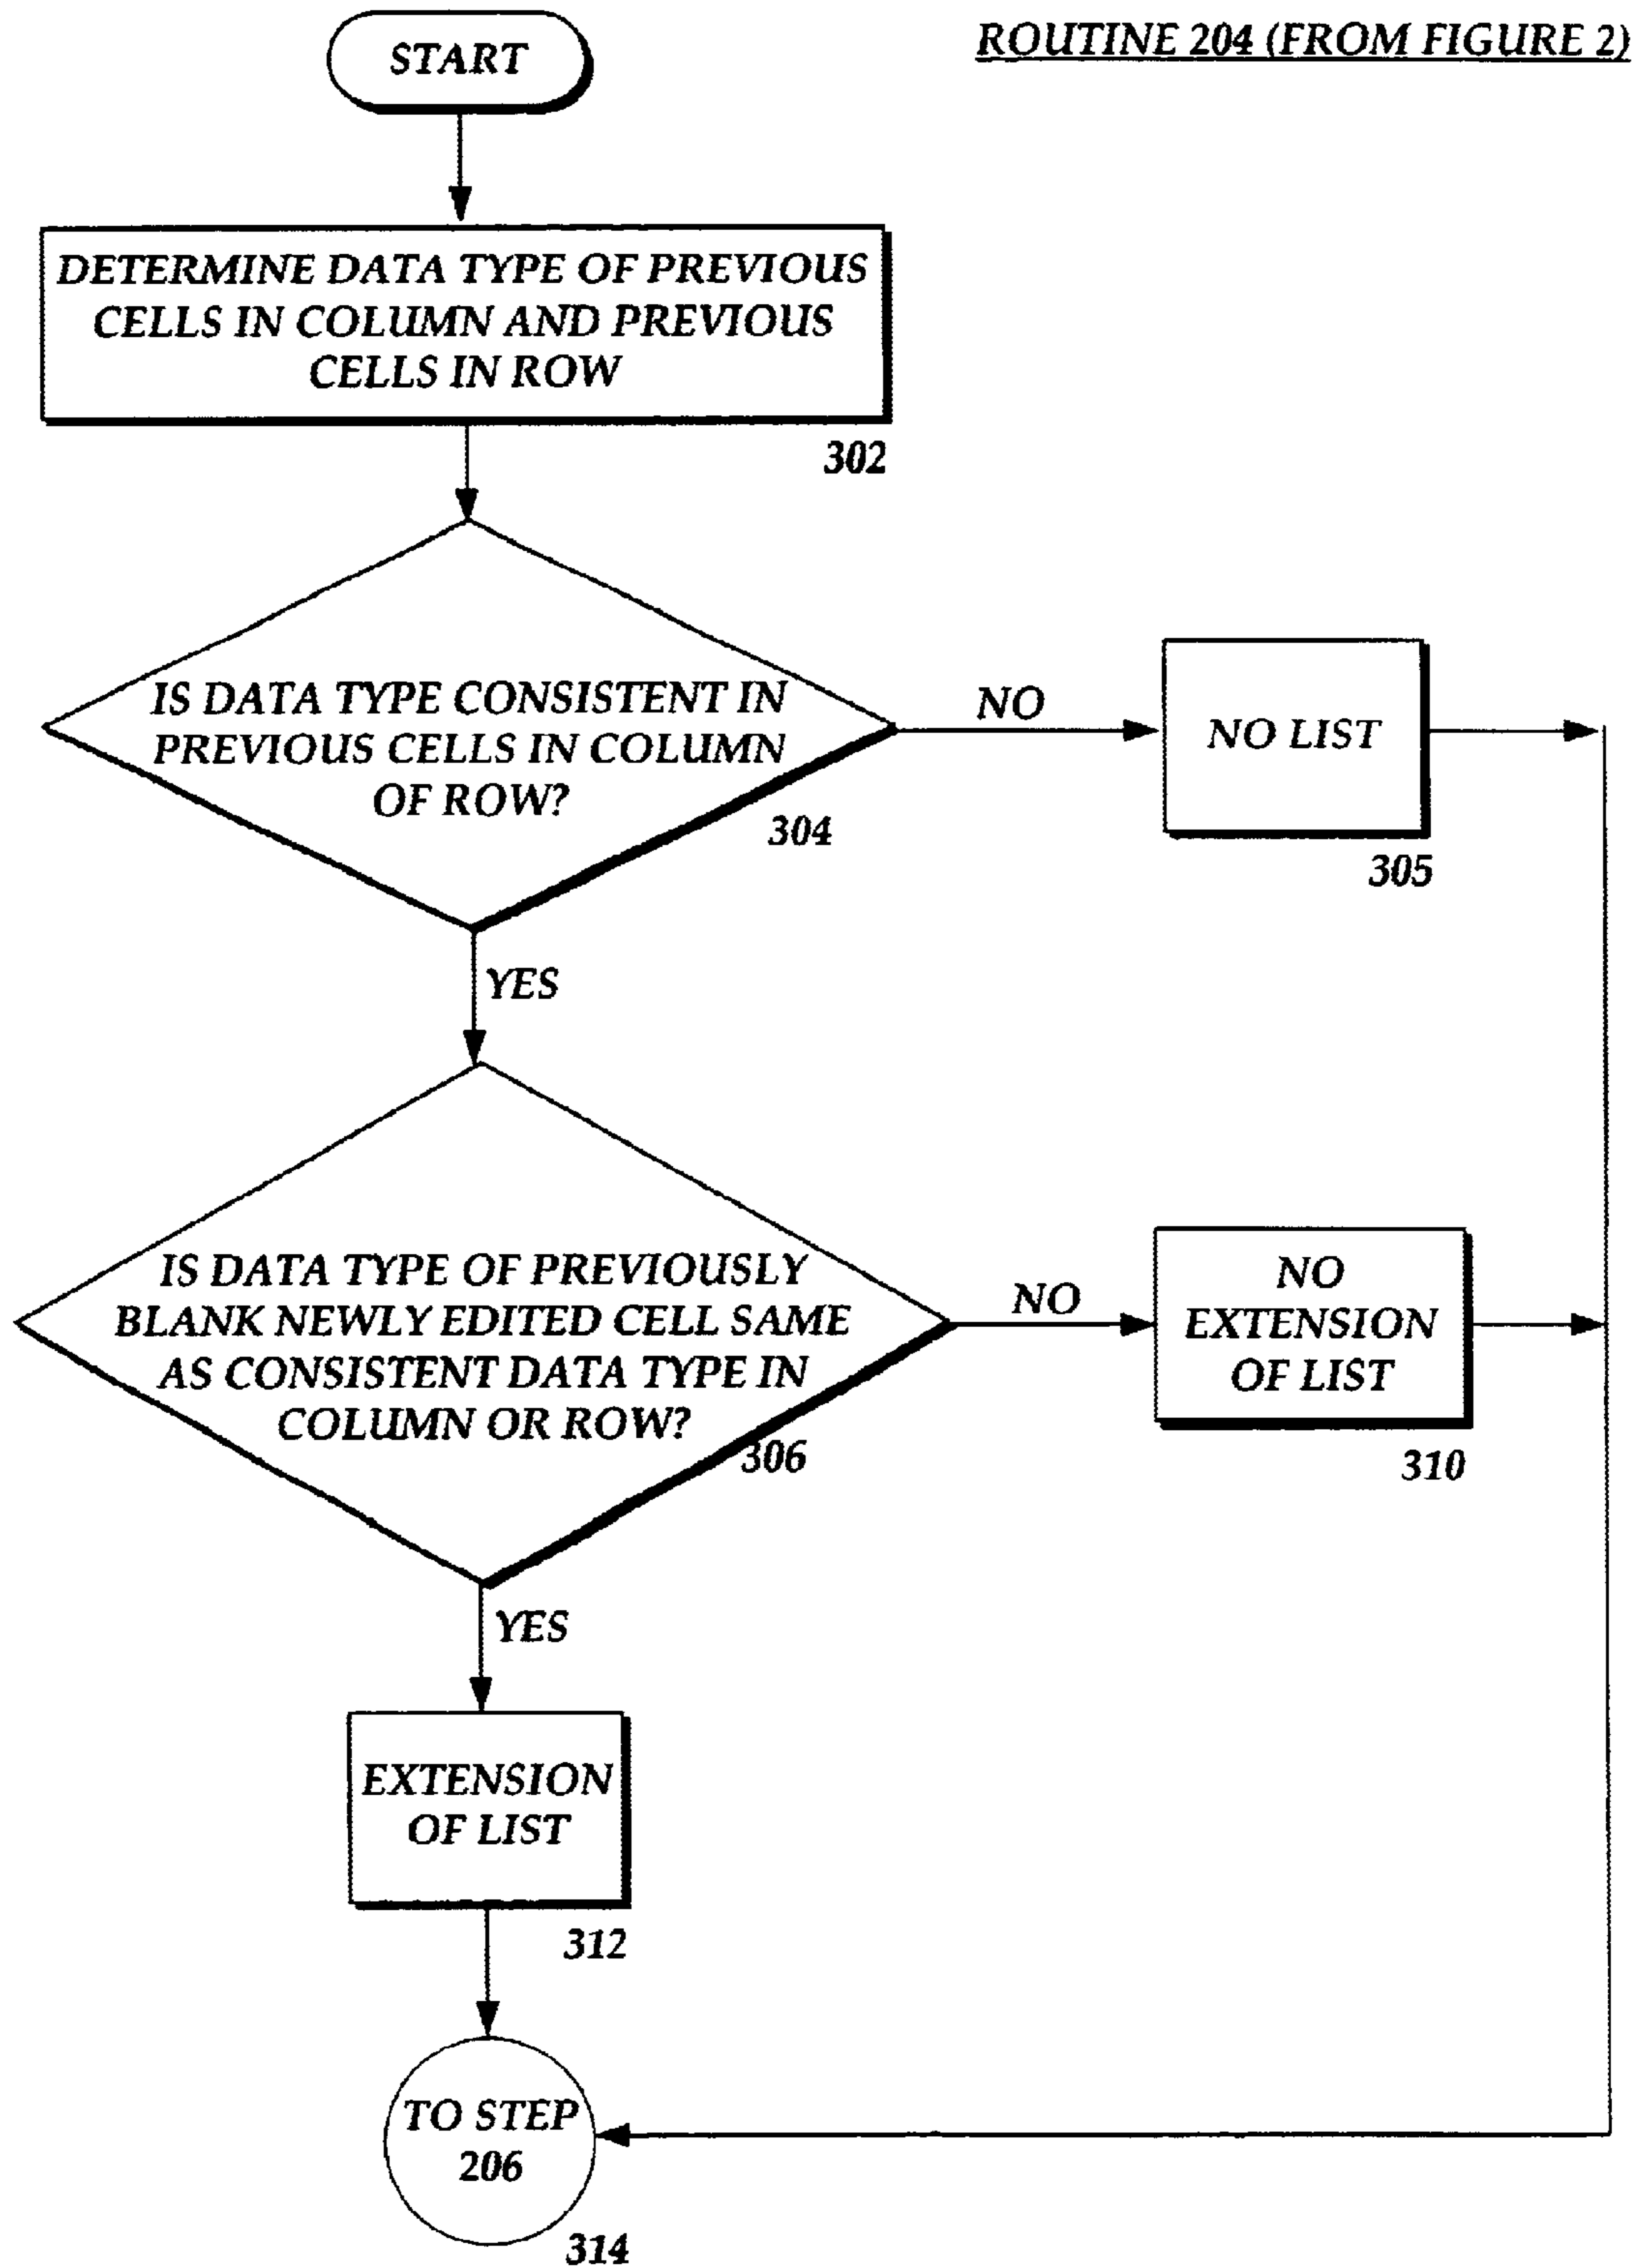 ROUTINE 204 (FROM FIGURE 2)
START
DETERMINE DATA TYPE OF PREVIOUS
CELLS IN COLUMN AND PREVIOUS
CELLS IN ROW
302
IS DATA TYPE CONSISTENT IN
PREVIOUS CELLS IN COLUMN
OF ROW?
304
NO
NO LIST
305
YES
IS DATA TYPE OF PREVIOUSLY
BLANK NEWLY EDITED CELL SAME
AS CONSISTENT DATA TYPE IN
COLUMN OR ROW?
306
NO
NO
EXTENSION
OF LIST
310
YES
EXTENSION
OF LIST
312
TO STEP
206
314